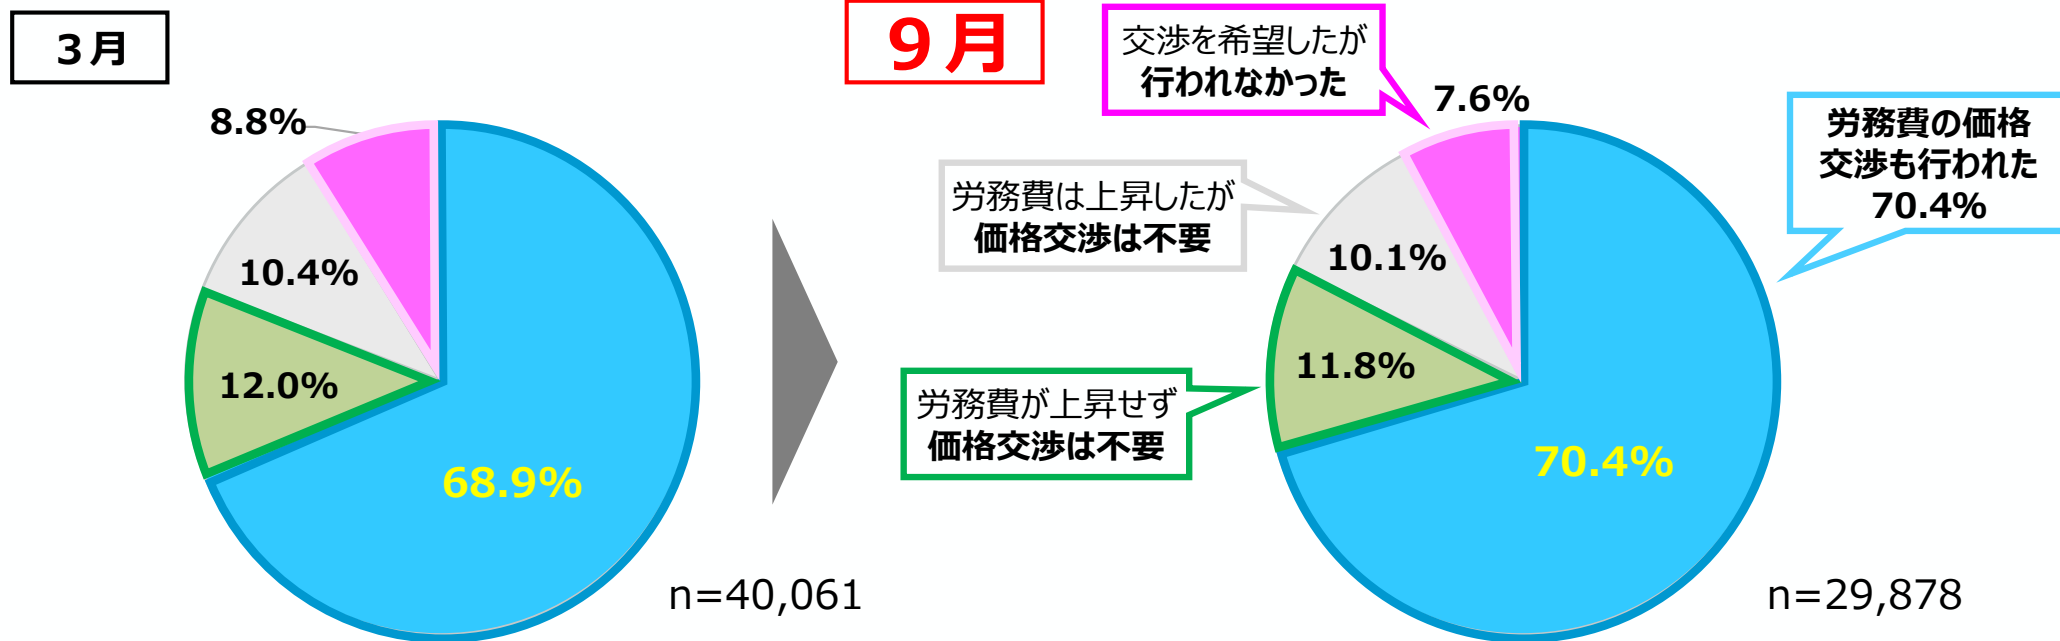 3月
8.8%
10.4%
12.0%
68.9%
n=40,061
9月
交渉を希望したが
行われなかった
7.6%
労務費の価格
交渉も行われた
70.4%
労務費は上昇したが
価格交渉は不要
10.1%
労務費が上昇せず
価格交渉は不要
11.8%
70.4%
n=29,878